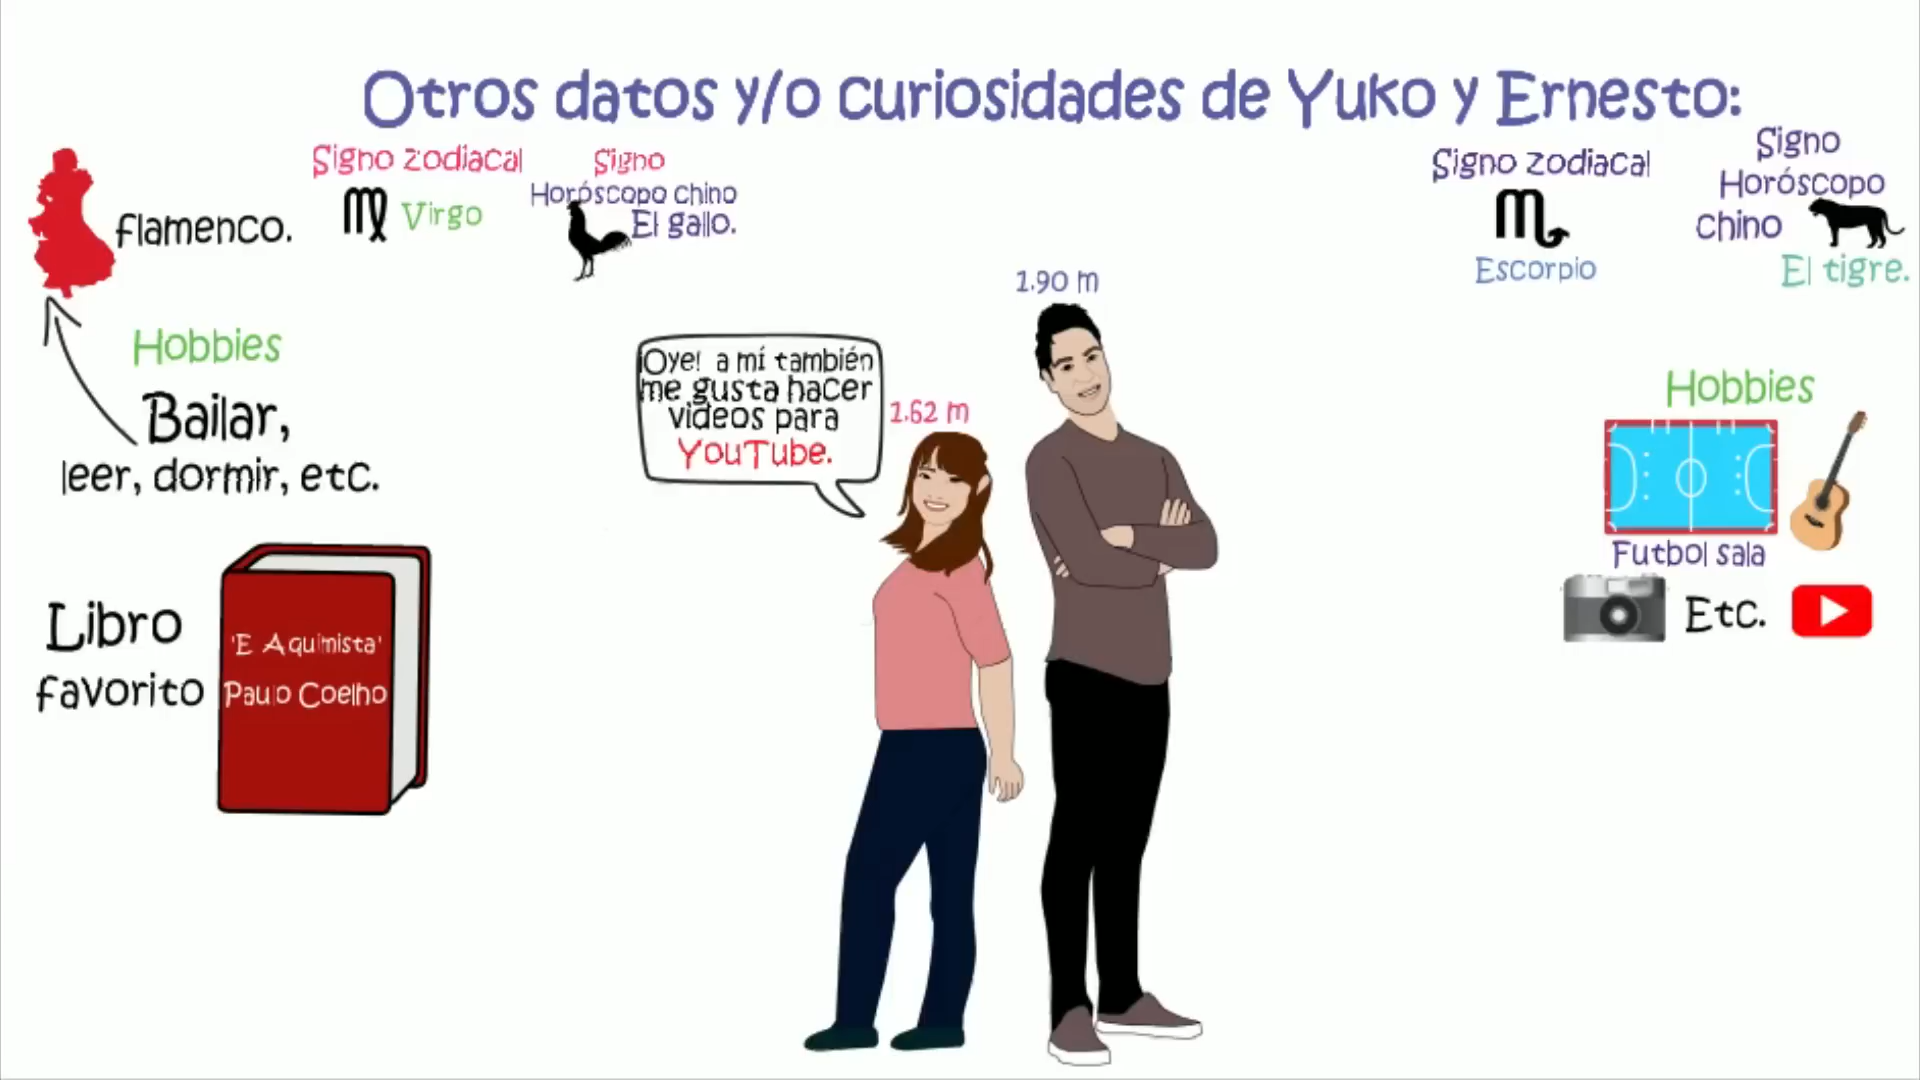 Otros datos y/o curiosidades de Yuko y Ernesto:
Signo zodiacal
Virgo
Signo
Horóscopo chino
El gallo.
flamenco.
Hobbies
Bailar,
leer, dormir, etc.
Libro
favorito
'E Aquimista'
Paulo Coelho
¡Oye! a mí también
me gusta hacer
videos para
YouTube.
1.62 m
1.90 m
Signo zodiacal
Escorpio
Signo
Horóscopo
chino
El tigre.
Hobbies
Futbol sala
Etc.